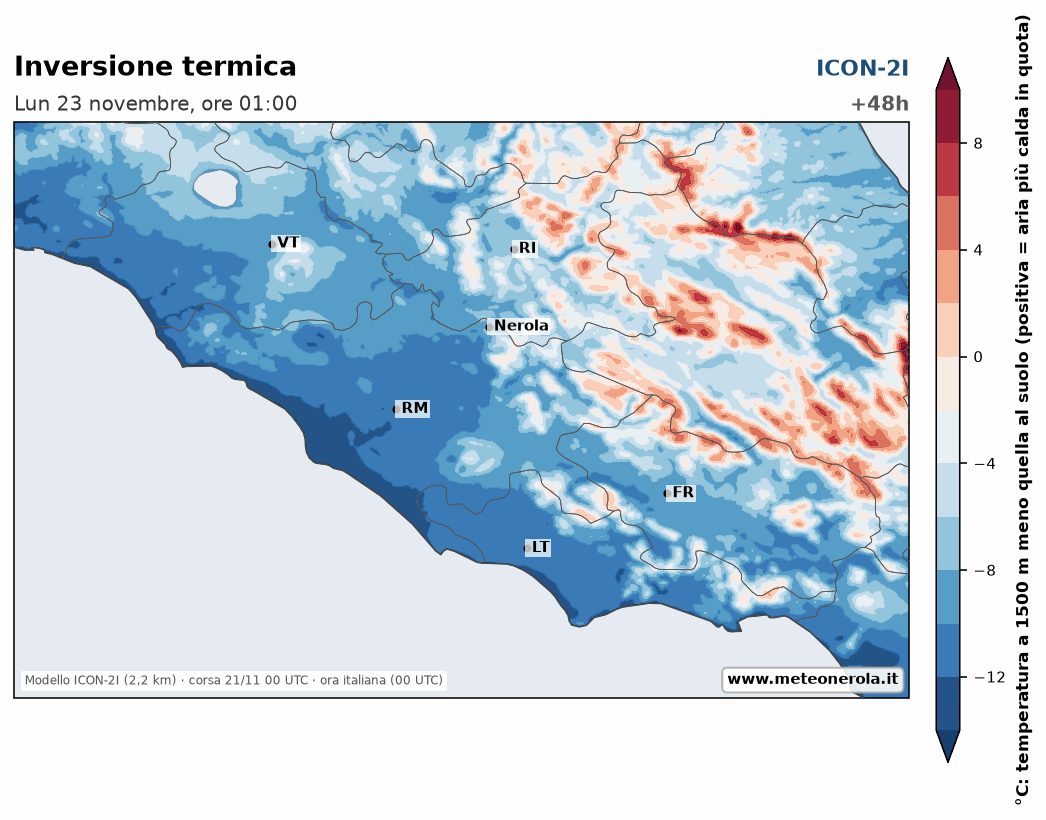 Inversione termica
ICON-2I
Lun 23 novembre, ore 01:00
+48h
VT
RI
Nerola
RM
FR
LT
Modello ICON-2I (2,2 km) · corsa 21/11 00 UTC · ora italiana (00 UTC)
www.meteonerola.it
8
4
0
−4
−8
−12
°C: temperatura a 1500 m meno quella al suolo (positiva = aria più calda in quota)